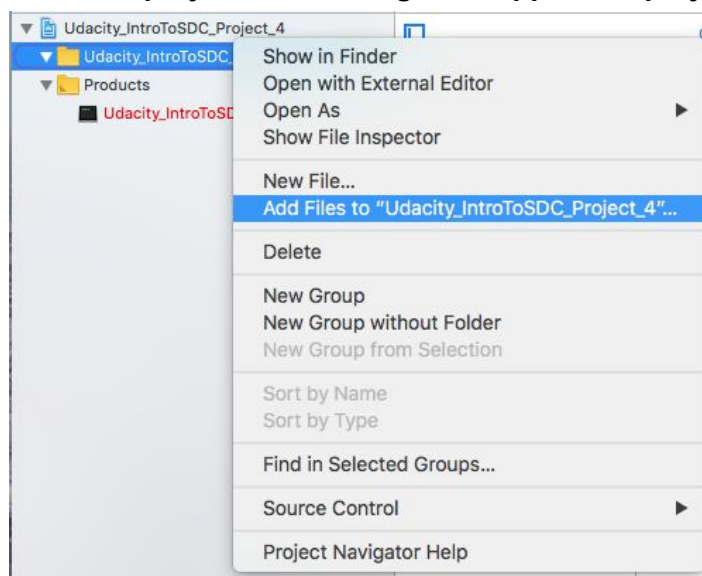 Udacity_IntroToSDC_Project_4
Udacity_IntroToSDC_
Products
Udacity_IntroToSD
Show in Finder
Open with External Editor
Open As
Show File Inspector
New File...
Add Files to "Udacity_IntroToSDC_Project_4"...
Delete
New Group
New Group without Folder
New Group from Selection
Sort by Name
Sort by Type
Find in Selected Groups...
Source Control
Project Navigator Help